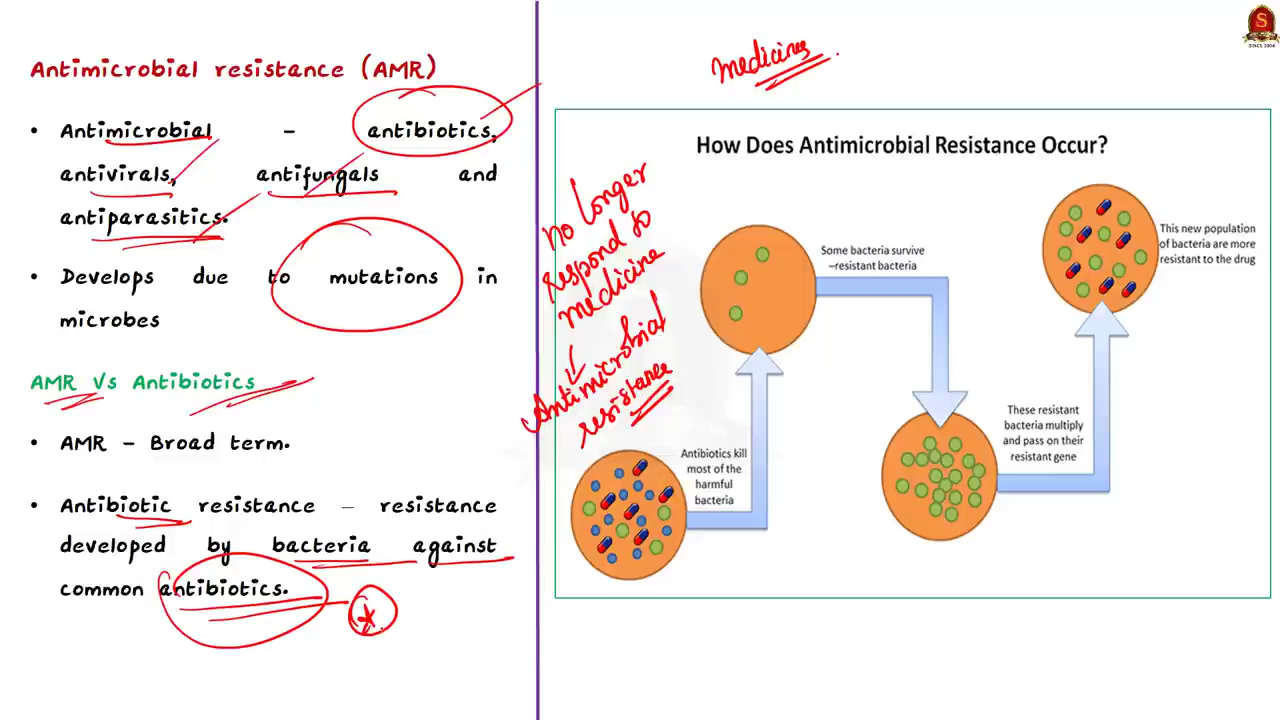 Antimicrobial resistance (AMR)
• Antimicrobial – antibiotics,
antivirals, antifungals and
antiparasitics.
• Develops due to mutations in
microbes
AMR Vs Antibiotics
• AMR – Broad term.
• Antibiotic resistance – resistance
developed by bacteria against
common antibiotics.
medicines
No longer
respond to
medicine
Antimicrobial
resistance
How Does Antimicrobial Resistance Occur?
Antibiotics kill
most of the
harmful
bacteria
Some bacteria survive
–resistant bacteria
These resistant
bacteria multiply
and pass on their
resistant gene
This new population
of bacteria are more
resistant to the drug
S
SINCE 2004